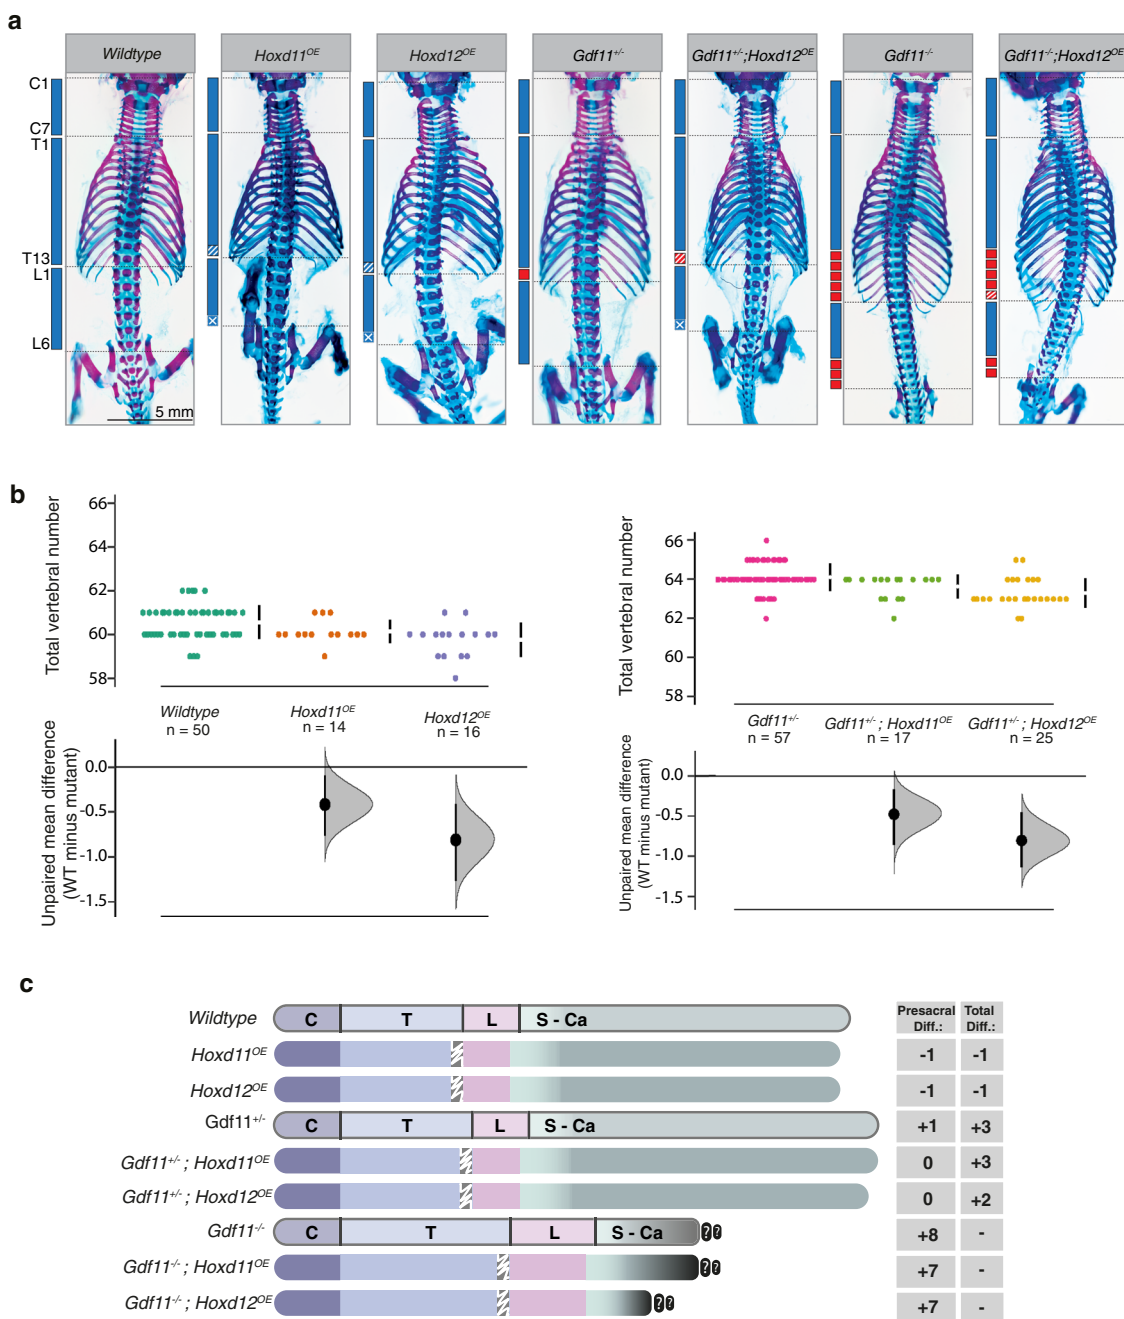 a
Wildtype
Hoxd11OE
Hoxd12OE
Gdf11+/-
Gdf11+/-;Hoxd12OE
Gdf11-/-
Gdf11-/-;Hoxd12OE
C1
C7
T1
T13
L1
L6
5 mm
b
Total vertebral number
66
64
62
60
58
Wildtype
n = 50
Hoxd11OE
n = 14
Hoxd12OE
n = 16
Unpaired mean difference
(WT minus mutant)
0.0
-0.5
-1.0
-1.5
Total vertebral number
66
64
62
60
58
Gdf11+/-
n = 57
Gdf11+/-; Hoxd11OE
n = 17
Gdf11+/-; Hoxd12OE
n = 25
Unpaired mean difference
(WT minus mutant)
0.0
-0.5
-1.0
-1.5
c
Presacral Diff.:
Total Diff.:
Wildtype C T L S - Ca
Hoxd11OE -1 -1
Hoxd12OE -1 -1
Gdf11+/- C T L S - Ca +1 +3
Gdf11+/-; Hoxd11OE 0 +3
Gdf11+/-; Hoxd12OE 0 +2
Gdf11-/- C T L S - Ca ?? +8 -
Gdf11-/-; Hoxd11OE ?? +7 -
Gdf11-/-; Hoxd12OE ?? +7 -